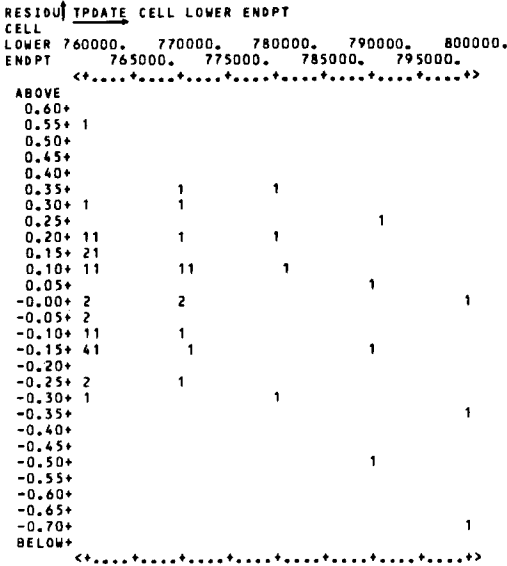 RESIDU↑ TPDATE CELL LOWER ENDPT
CELL
LOWER 760000. 770000. 780000. 790000. 800000.
ENDPT 765000. 775000. 785000. 795000.
<+....+....+....+....+....+....+....+....+>
ABOVE
0.60+
0.55+ 1
0.50+
0.45+
0.40+
0.35+ 1 1
0.30+ 1 1
0.25+ 1
0.20+ 11 1 1
0.15+ 21
0.10+ 11 11 1
0.05+ 1
-0.00+ 2 2 1
-0.05+ 2
-0.10+ 11 1
-0.15+ 41 1 1
-0.20+
-0.25+ 2 1
-0.30+ 1 1
-0.35+ 1
-0.40+
-0.45+
-0.50+ 1
-0.55+
-0.60+
-0.65+
-0.70+ 1
BELOW+
<+....+....+....+....+....+....+....+....+>